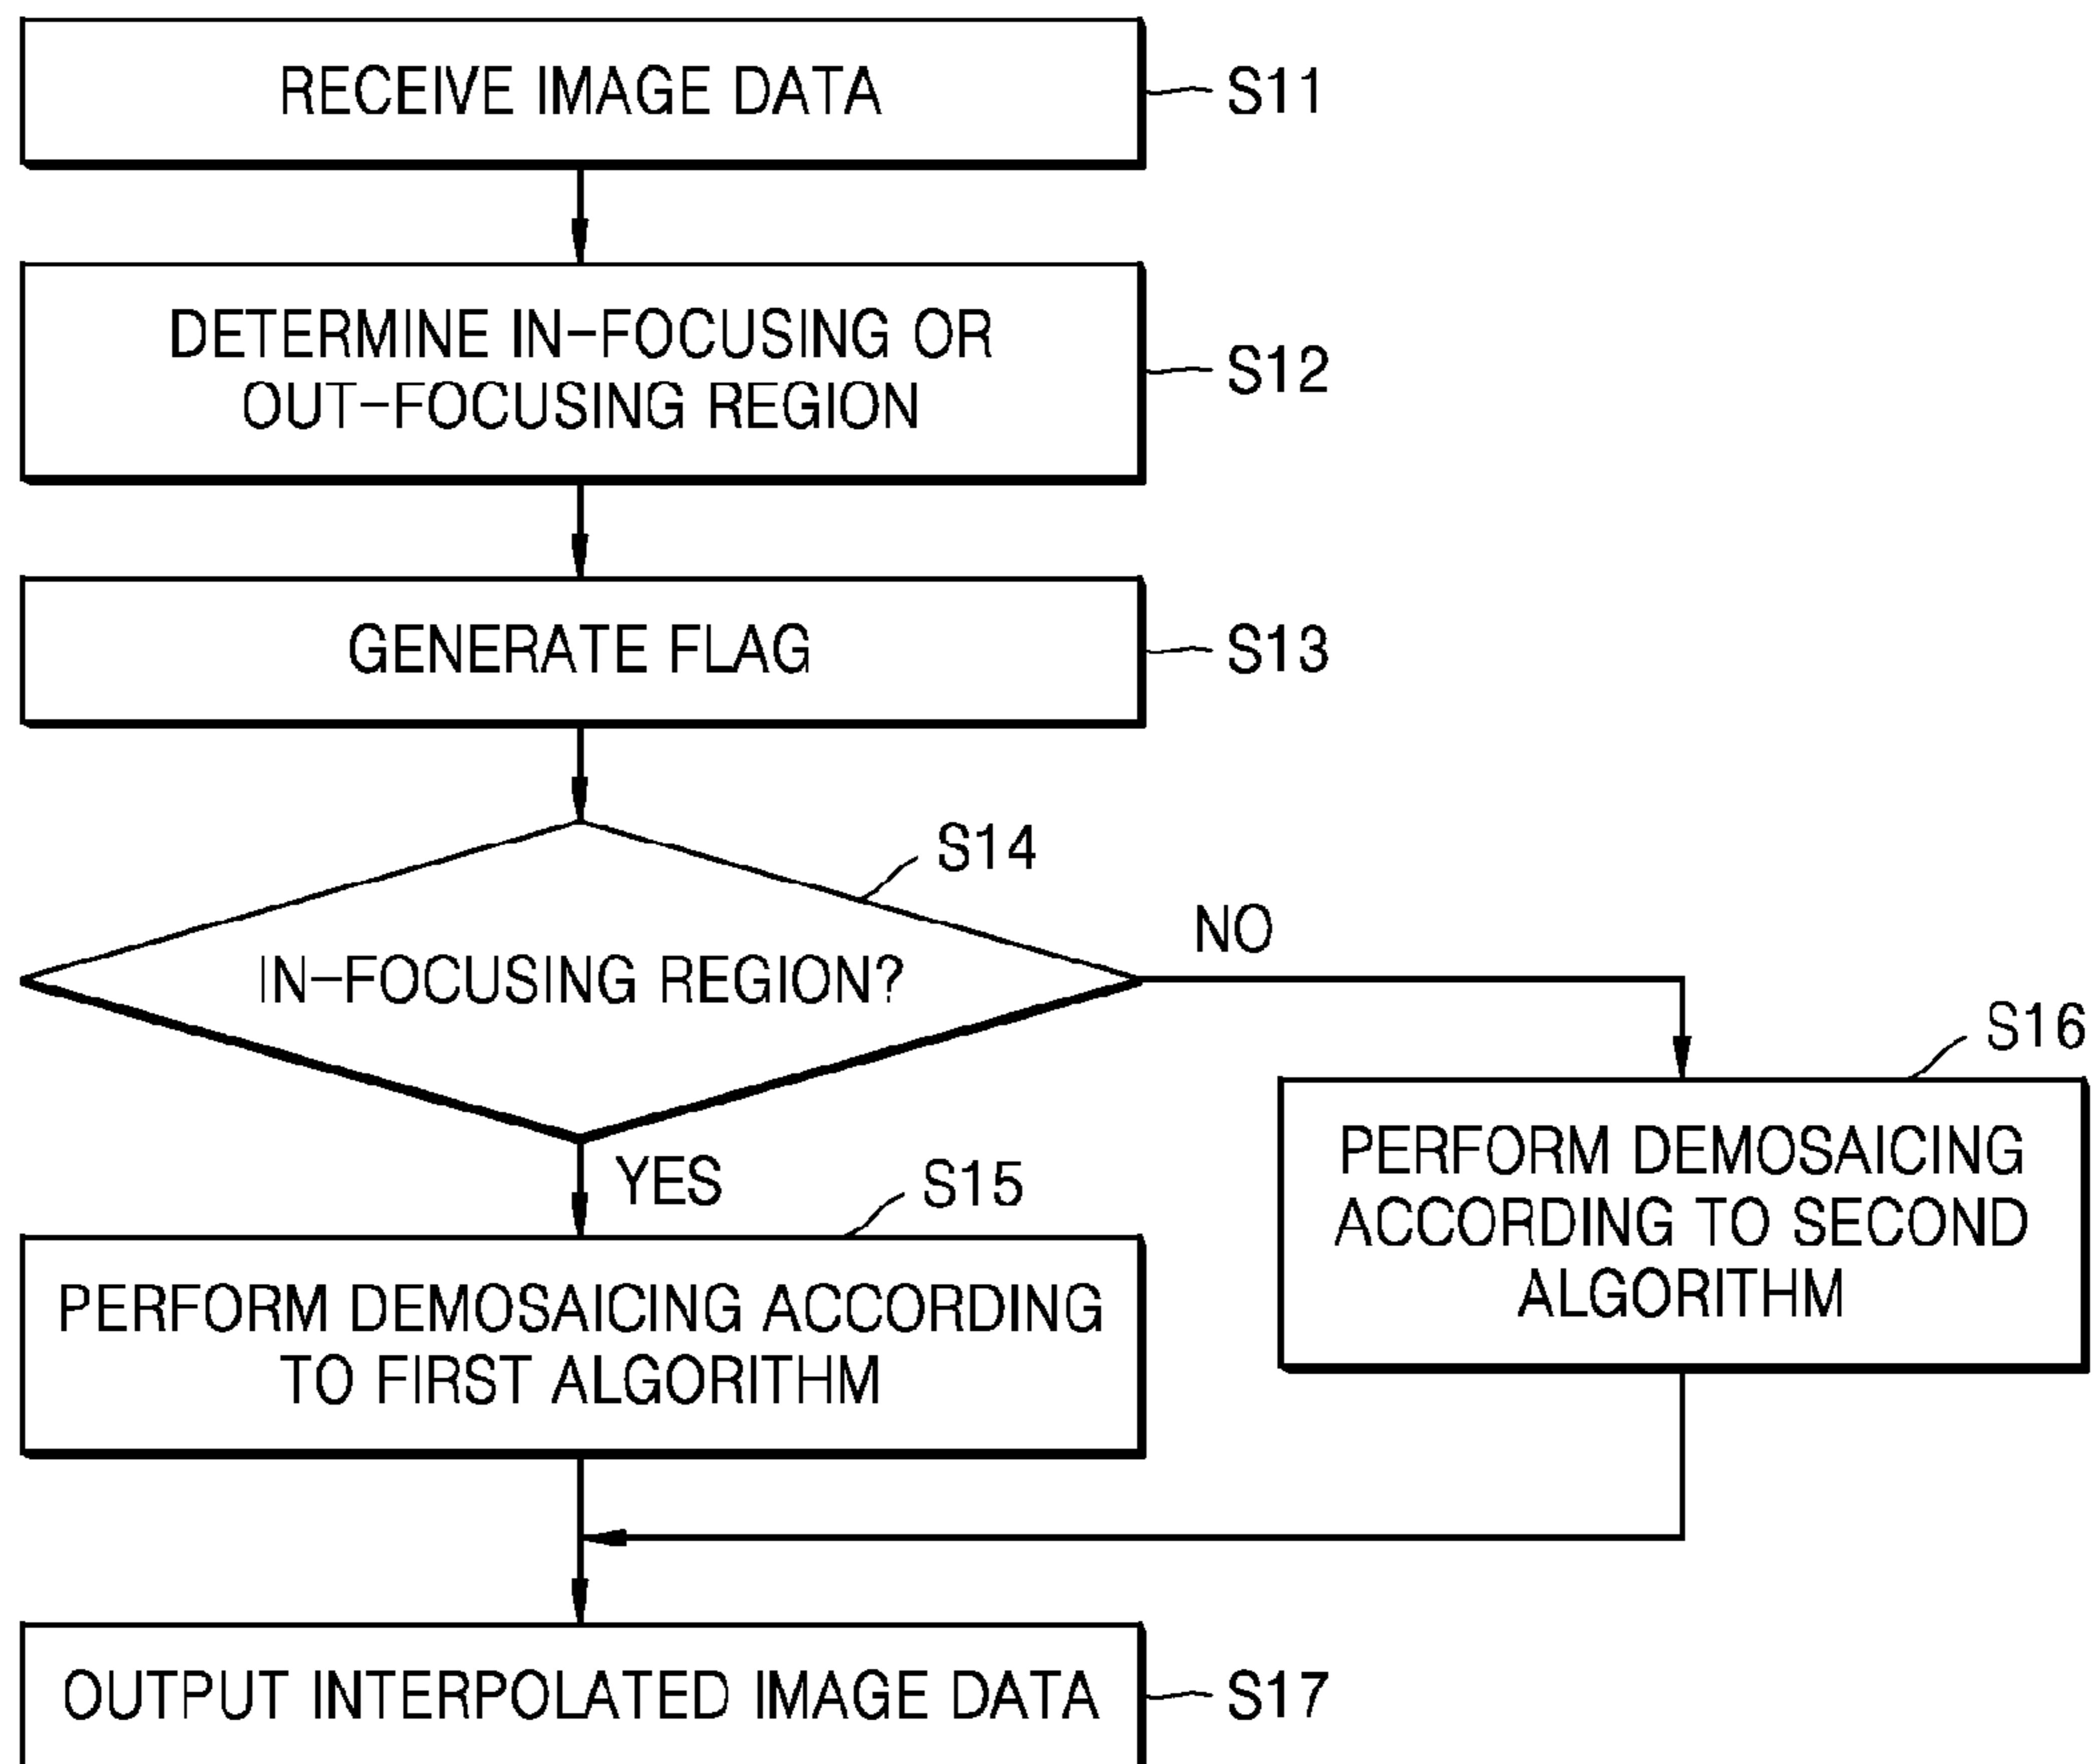 RECEIVE IMAGE DATA
S11
DETERMINE IN-FOCUSING OR
OUT-FOCUSING REGION
S12
GENERATE FLAG
S13
S14
IN-FOCUSING REGION?
NO
YES
S15
PERFORM DEMOSAICING ACCORDING
TO FIRST ALGORITHM
S16
PERFORM DEMOSAICING
ACCORDING TO SECOND
ALGORITHM
OUTPUT INTERPOLATED IMAGE DATA
S17